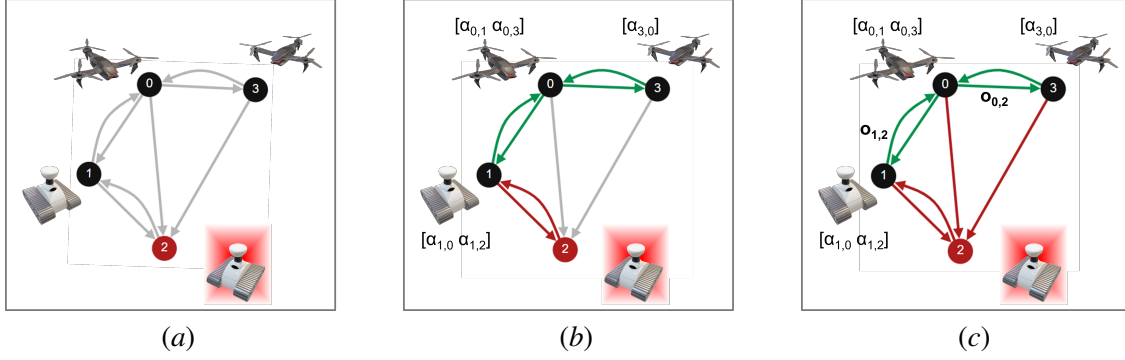 0
3
1
2
(a)
[α0,1 α0,3]
[α3,0]
0
3
1
[α1,0 α1,2]
2
(b)
[α0,1 α0,3]
[α3,0]
0
3
o0,2
o1,2
1
[α1,0 α1,2]
2
(c)